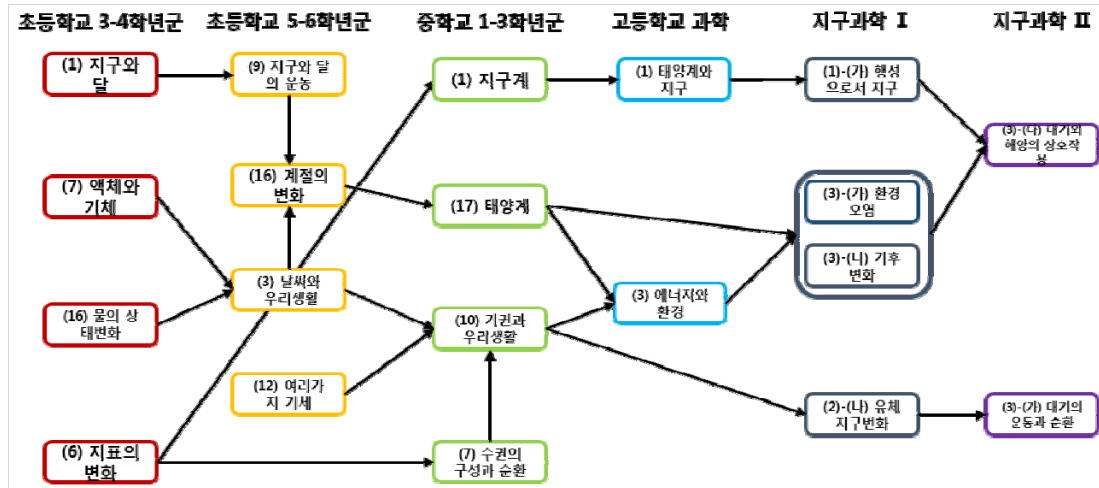 초등학교 3-4학년군
초등학교 5-6학년군
중학교 1-3학년군
고등학교 과학
지구과학 I
지구과학 II
(1) 지구와
달
(9) 지구와 달
의 운동
(1) 지구계
(1) 태양계와
지구
(1)-(가) 행성
으로서 지구
(3)-(다) 대기와
해양의 상호작
용
(7) 액체와
기체
(16) 계절의
변화
(17) 태양계
(3)-(가) 환경
오염
(3)-(나) 기후
변화
(16) 물의 상
태변화
(3) 날씨와
우리생활
(10) 기권과
우리생활
(3) 에너지와
환경
(12) 여러가
지 기체
(2)-(나) 유체
지구변화
(3)-(가) 대기의
운동과 순환
(6) 지표의
변화
(7) 수권의
구성과 순환